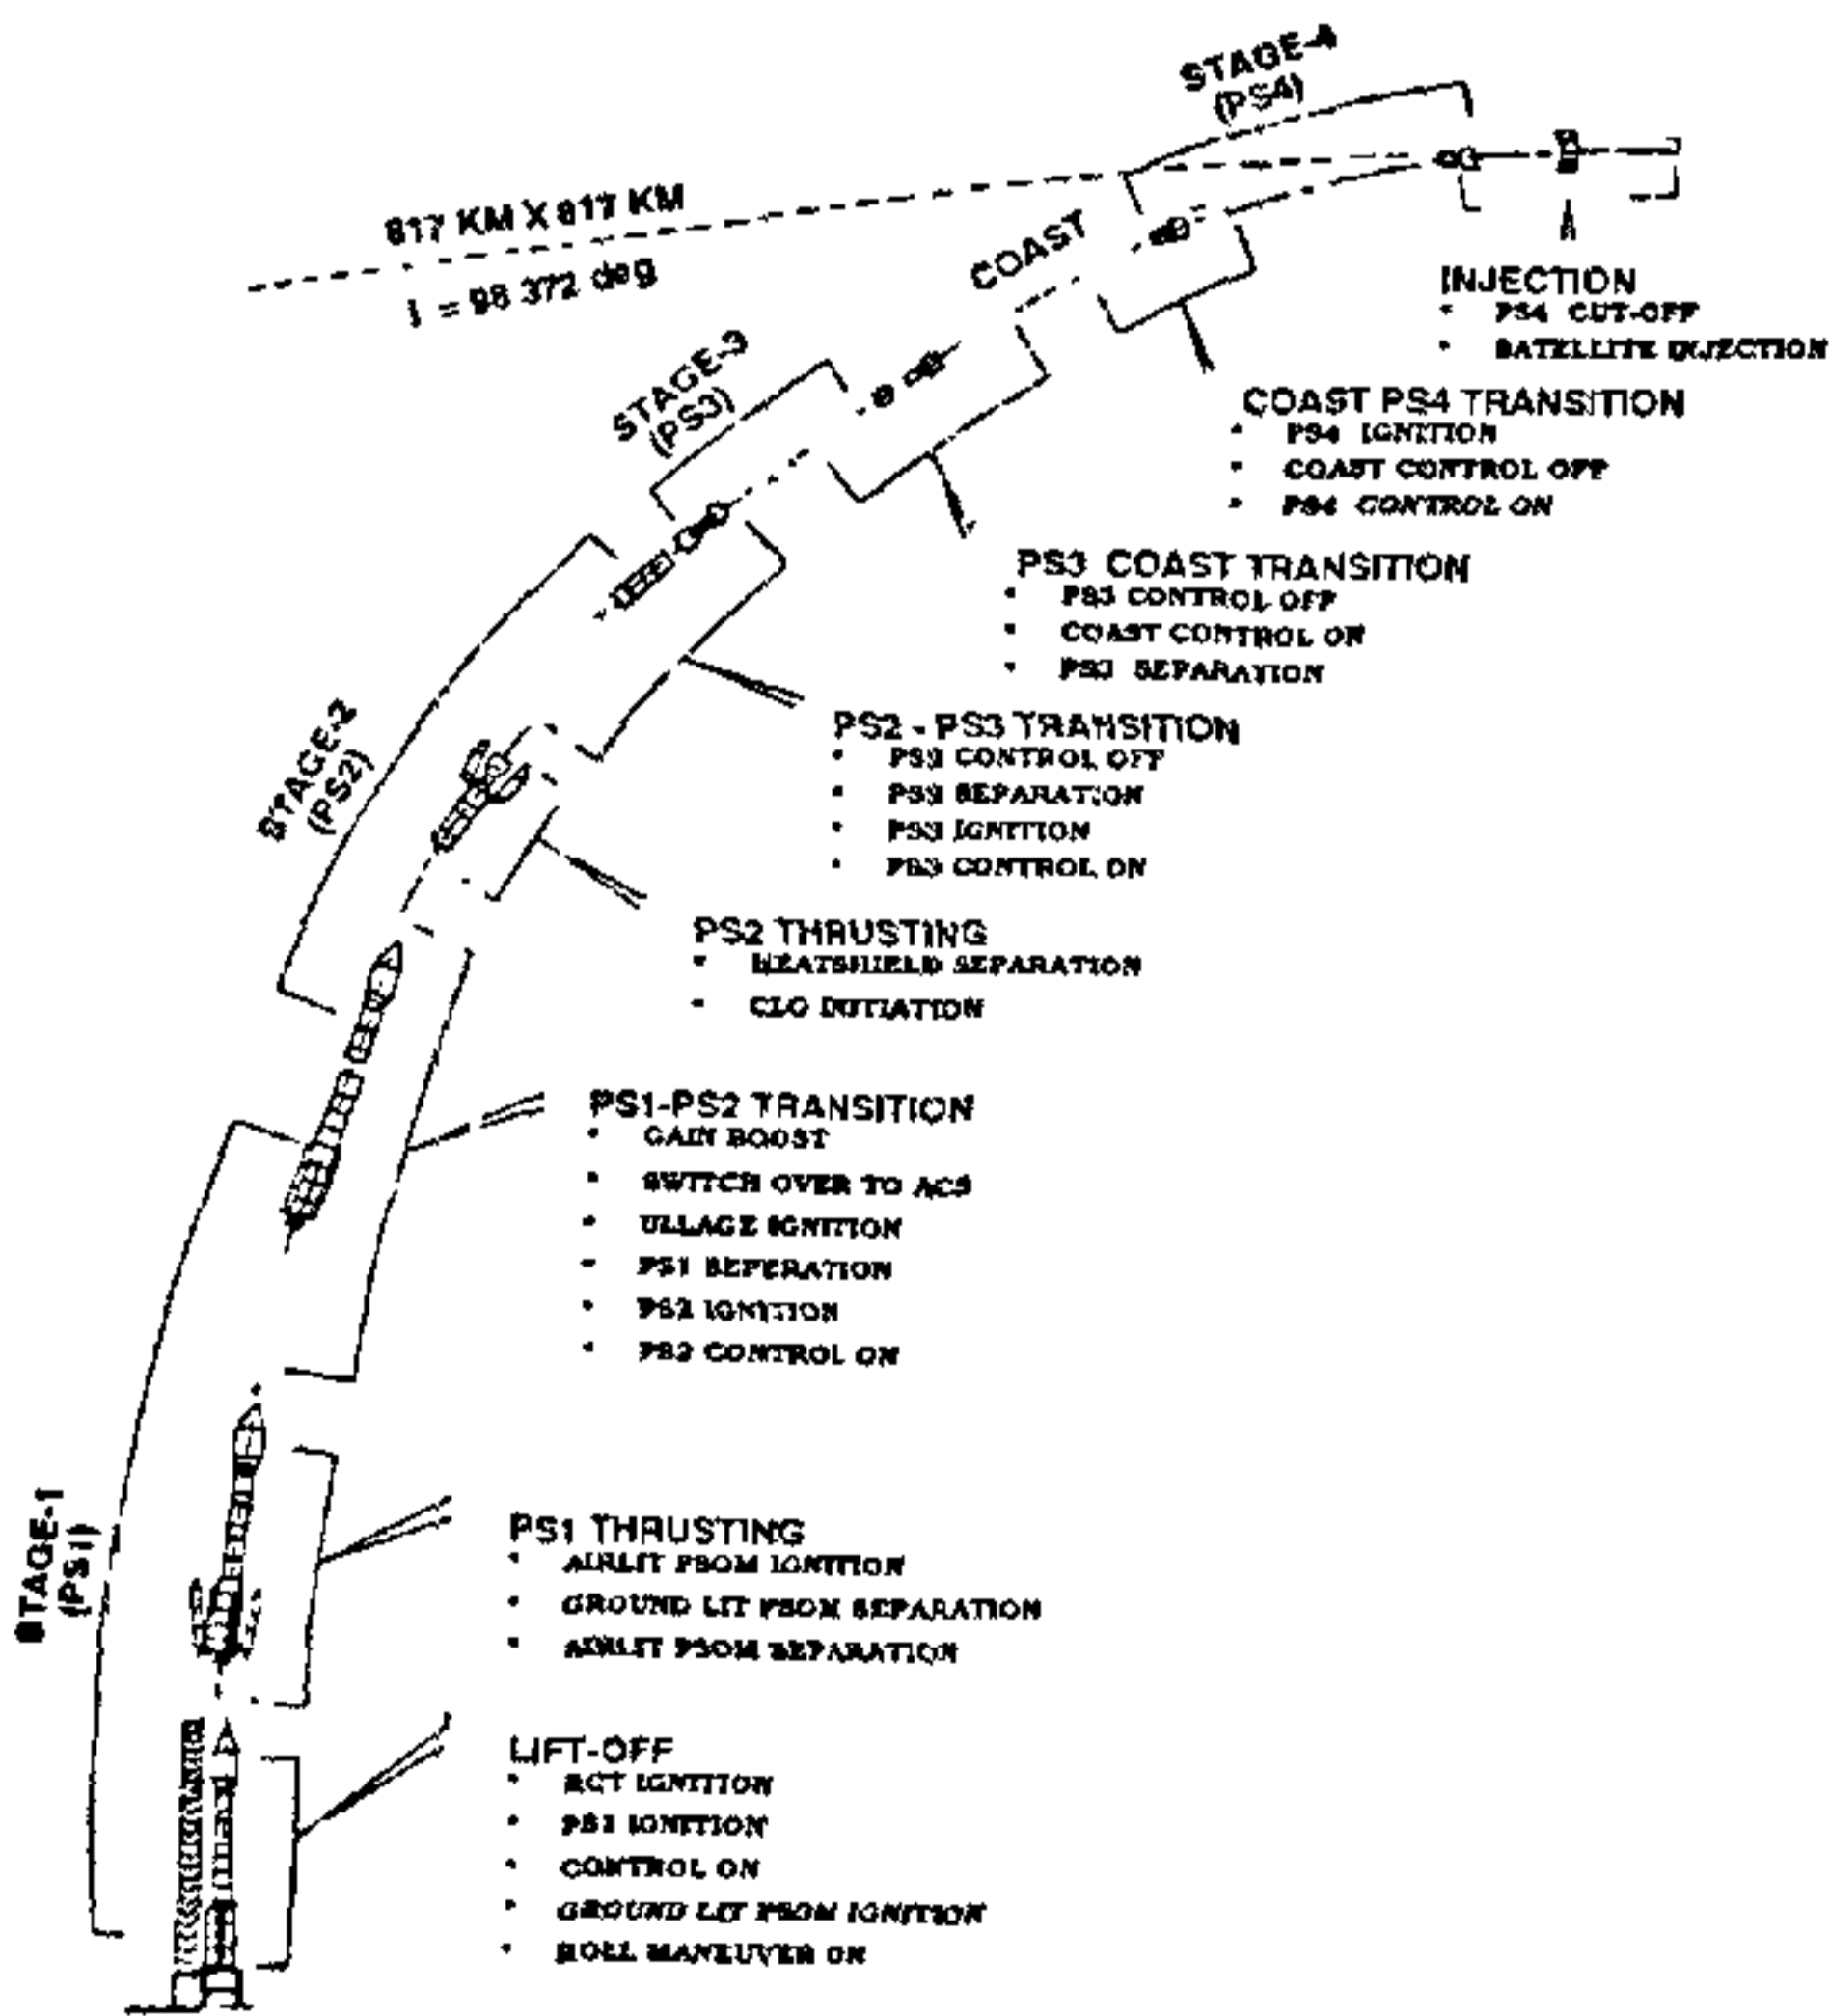 STAGE-4
(PS4)
817 KM X 817 KM
I = 98 372 deg
COAST
INJECTION
* PS4 CUT-OFF
* SATELLITE INJECTION
STAGE-3
(PS3)
COAST PS4 TRANSITION
* PS4 IGNITION
* COAST CONTROL OFF
* PS4 CONTROL ON
PS3 COAST TRANSITION
* PS3 CONTROL OFF
* COAST CONTROL ON
* PS3 SEPARATION
STAGE-2
(PS2)
PS2 - PS3 TRANSITION
* PS2 CONTROL OFF
* PS2 SEPARATION
* PS3 IGNITION
* PS3 CONTROL ON
PS2 THRUSTING
* HEATSHIELD SEPARATION
* CLG INITIATION
PS1-PS2 TRANSITION
* GAIN BOOST
* SWITCH OVER TO ACS
* ULLAGE IGNITION
* PS1 SEPERATION
* PS2 IGNITION
* PS2 CONTROL ON
STAGE-1
(PS1)
PS1 THRUSTING
* AIRLIT PSOM IGNITION
* GROUND LIT PSOM SEPARATION
* AIRLIT PSOM SEPARATION
LIFT-OFF
* RCT IGNITION
* PS1 IGNITION
* CONTROL ON
* GROUND LIT PSOM IGNITION
* ROLL MANEUVER ON